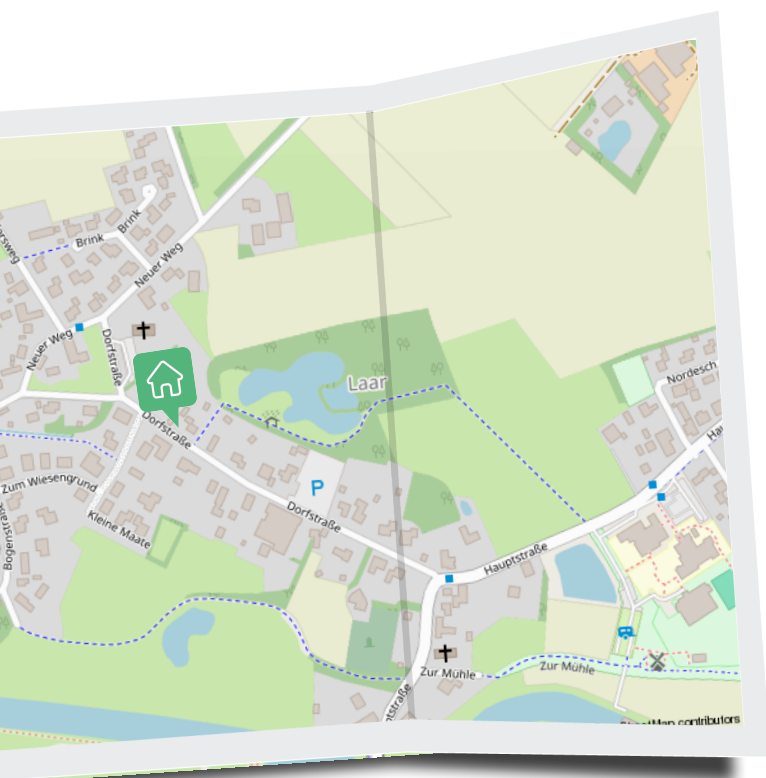 Brink
Brink
Neuer Weg
Neuer Weg
Dorfstraße
Laar
Nordesch
Dorfstraße
Zum Wiesengrund
P
Dorfstraße
Kleine Maate
Hauptstraße
Zur Mühle
Zur Mühle
contributors